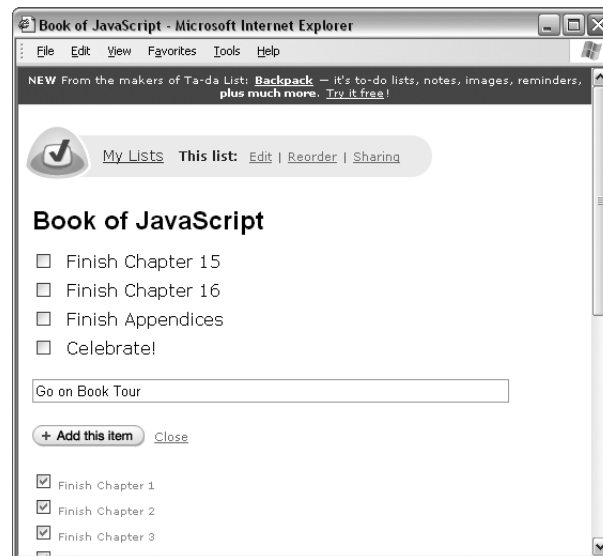 Book of JavaScript - Microsoft Internet Explorer
File Edit View Favorites Tools Help
NEW From the makers of Ta-da List: Backpack — it's to-do lists, notes, images, reminders,
plus much more. Try it free!
My Lists This list: Edit | Reorder | Sharing
Book of JavaScript
Finish Chapter 15
Finish Chapter 16
Finish Appendices
Celebrate!
Go on Book Tour
+ Add this item Close
Finish Chapter 1
Finish Chapter 2
Finish Chapter 3